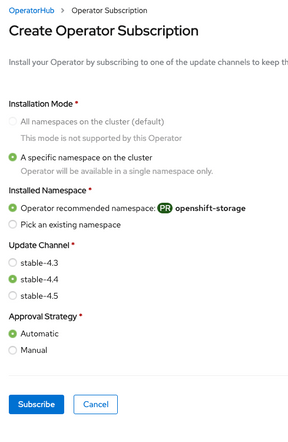 OperatorHub > Operator Subscription
Create Operator Subscription
Install your Operator by subscribing to one of the update channels to keep th
Installation Mode *
All namespaces on the cluster (default)
This mode is not supported by this Operator
A specific namespace on the cluster
Operator will be available in a single namespace only.
Installed Namespace *
Operator recommended namespace: PR openshift-storage
Pick an existing namespace
Update Channel *
stable-4.3
stable-4.4
stable-4.5
Approval Strategy *
Automatic
Manual
Subscribe Cancel